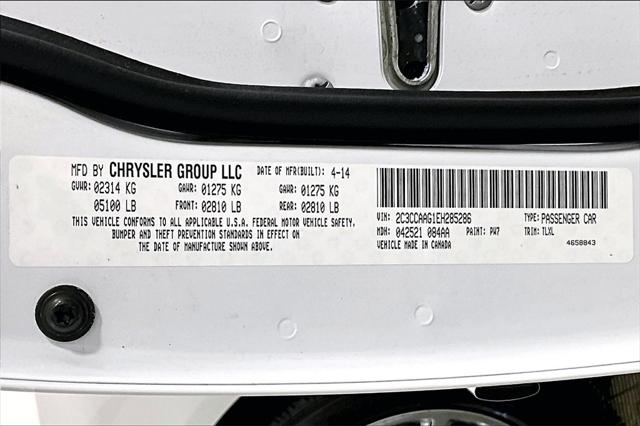 MFD BY CHRYSLER GROUP LLC DATE OF MFR(BUILT): 4-14
GVWR: 02314 KG GAWR: 01275 KG GAWR: 01275 KG
05100 LB FRONT: 02810 LB REAR: 02810 LB
THIS VEHICLE CONFORMS TO ALL APPLICABLE U.S.A. FEDERAL MOTOR VEHICLE SAFETY,
BUMPER AND THEFT PREVENTION STANDARDS IN EFFECT ON
THE DATE OF MANUFACTURE SHOWN ABOVE.
VIN: 2C3CCAAG1EH285286 TYPE: PASSENGER CAR
MDH: 042521 084AA PAINT: PW7 TRIM: TLXL
VEHICLE MADE IN CANADA 4658843